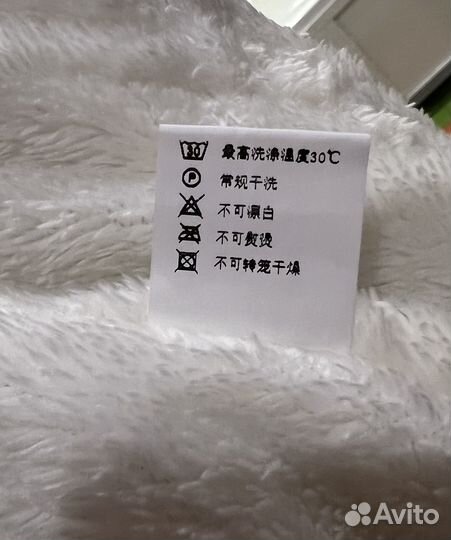 30 最高洗涤温度30℃
P 常规干洗
不可漂白
不可熨烫
不可转笼干燥
Avito